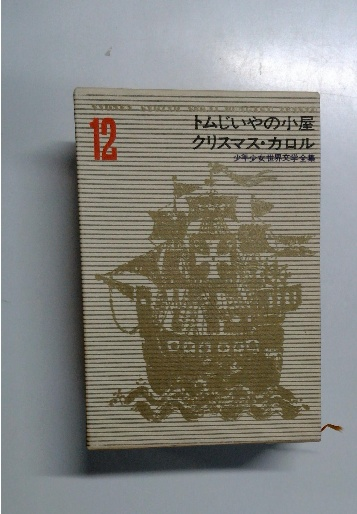 12
トムじいやの小屋
クリスマス・カロル
少年少女世界文学全集